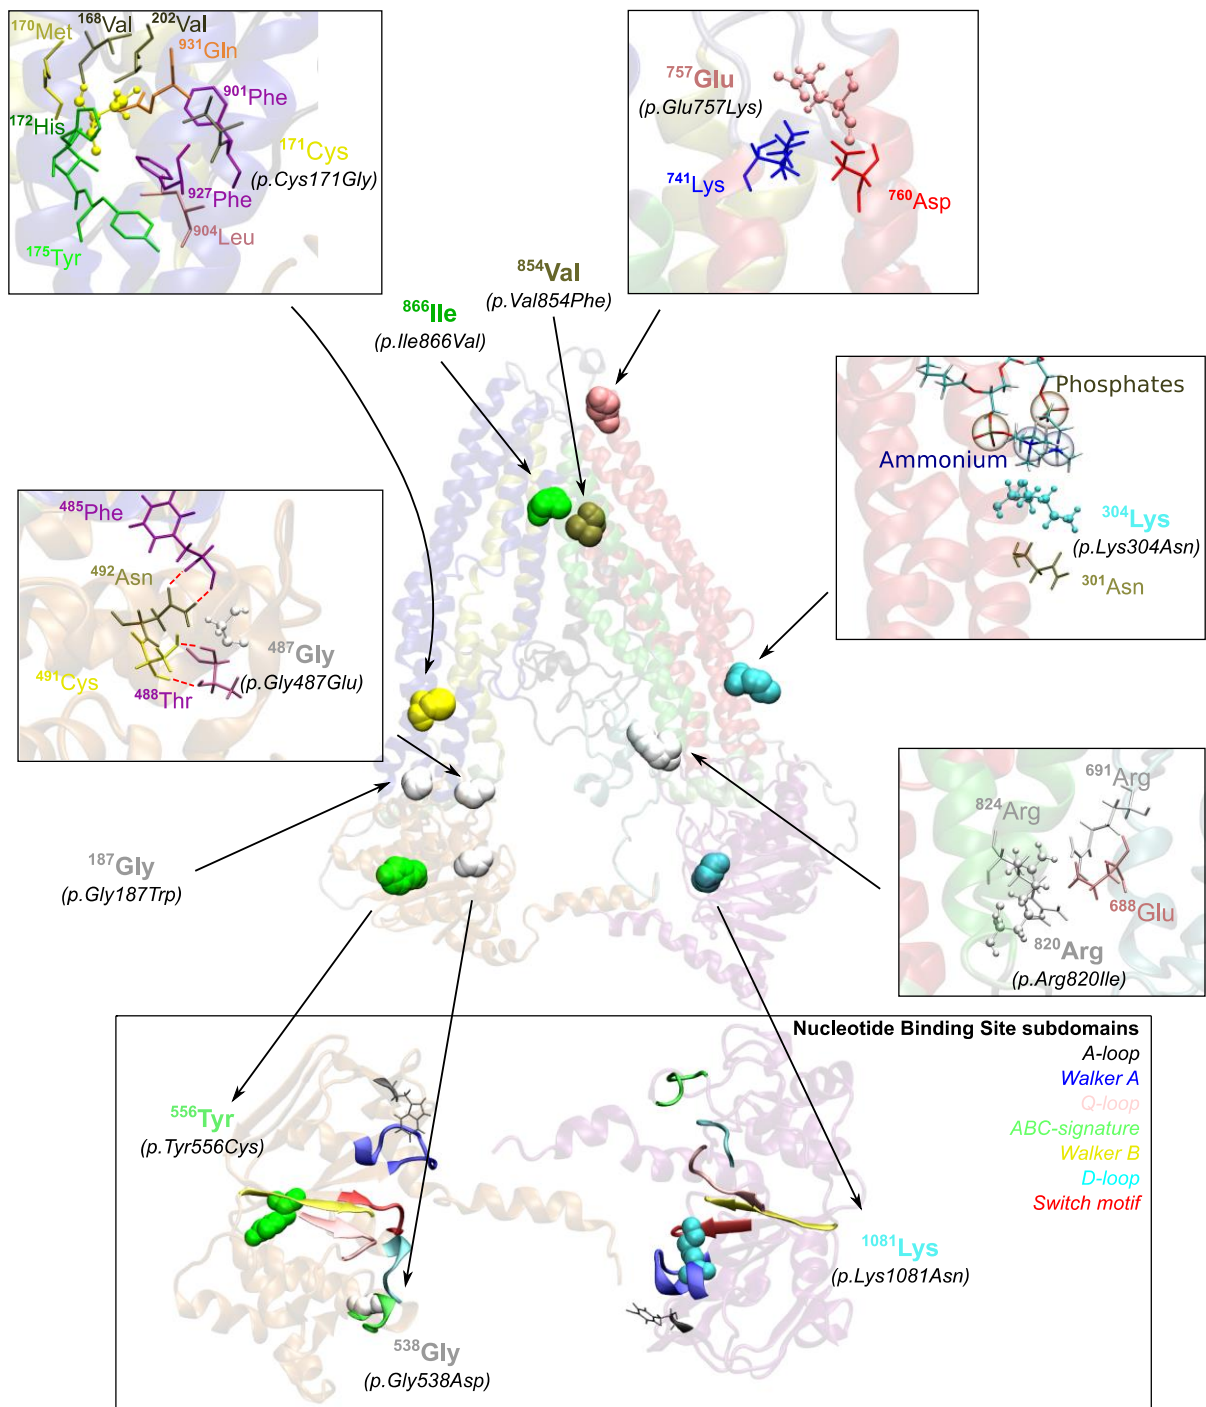 170Met
168Val
202Val
931Gln
901Phe
172His
171Cys
(p.Cys171Gly)
927Phe
904Leu
175Tyr
757Glu
(p.Glu757Lys)
741Lys
760Asp
854Val
(p.Val854Phe)
866Ile
(p.Ile866Val)
Phosphates
Ammonium
304Lys
(p.Lys304Asn)
301Asn
485Phe
492Asn
487Gly
(p.Gly487Glu)
491Cys
488Thr
187Gly
(p.Gly187Trp)
691Arg
824Arg
688Glu
820Arg
(p.Arg820Ile)
Nucleotide Binding Site subdomains
A-loop
Walker A
Q-loop
ABC-signature
Walker B
D-loop
Switch motif
556Tyr
(p.Tyr556Cys)
1081Lys
(p.Lys1081Asn)
538Gly
(p.Gly538Asp)